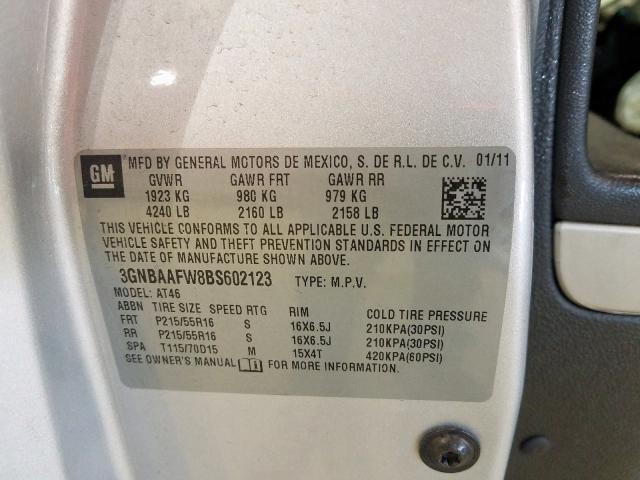 GM MFD BY GENERAL MOTORS DE MEXICO, S. DE R.L. DE C.V. 01/11
GVWR GAWR FRT GAWR RR
1923 KG 980 KG 979 KG
4240 LB 2160 LB 2158 LB
THIS VEHICLE CONFORMS TO ALL APPLICABLE U.S. FEDERAL MOTOR
VEHICLE SAFETY AND THEFT PREVENTION STANDARDS IN EFFECT ON
THE DATE OF MANUFACTURE SHOWN ABOVE.
3GNBAAFW8BS602123 TYPE: M.P.V.
MODEL: AT46
ABBN TIRE SIZE SPEED RTG RIM COLD TIRE PRESSURE
FRT P215/55R16 S 16X6.5J 210KPA(30PSI)
RR P215/55R16 S 16X6.5J 210KPA(30PSI)
SPA T115/70D15 M 15X4T 420KPA(60PSI)
SEE OWNER'S MANUAL FOR MORE INFORMATION.